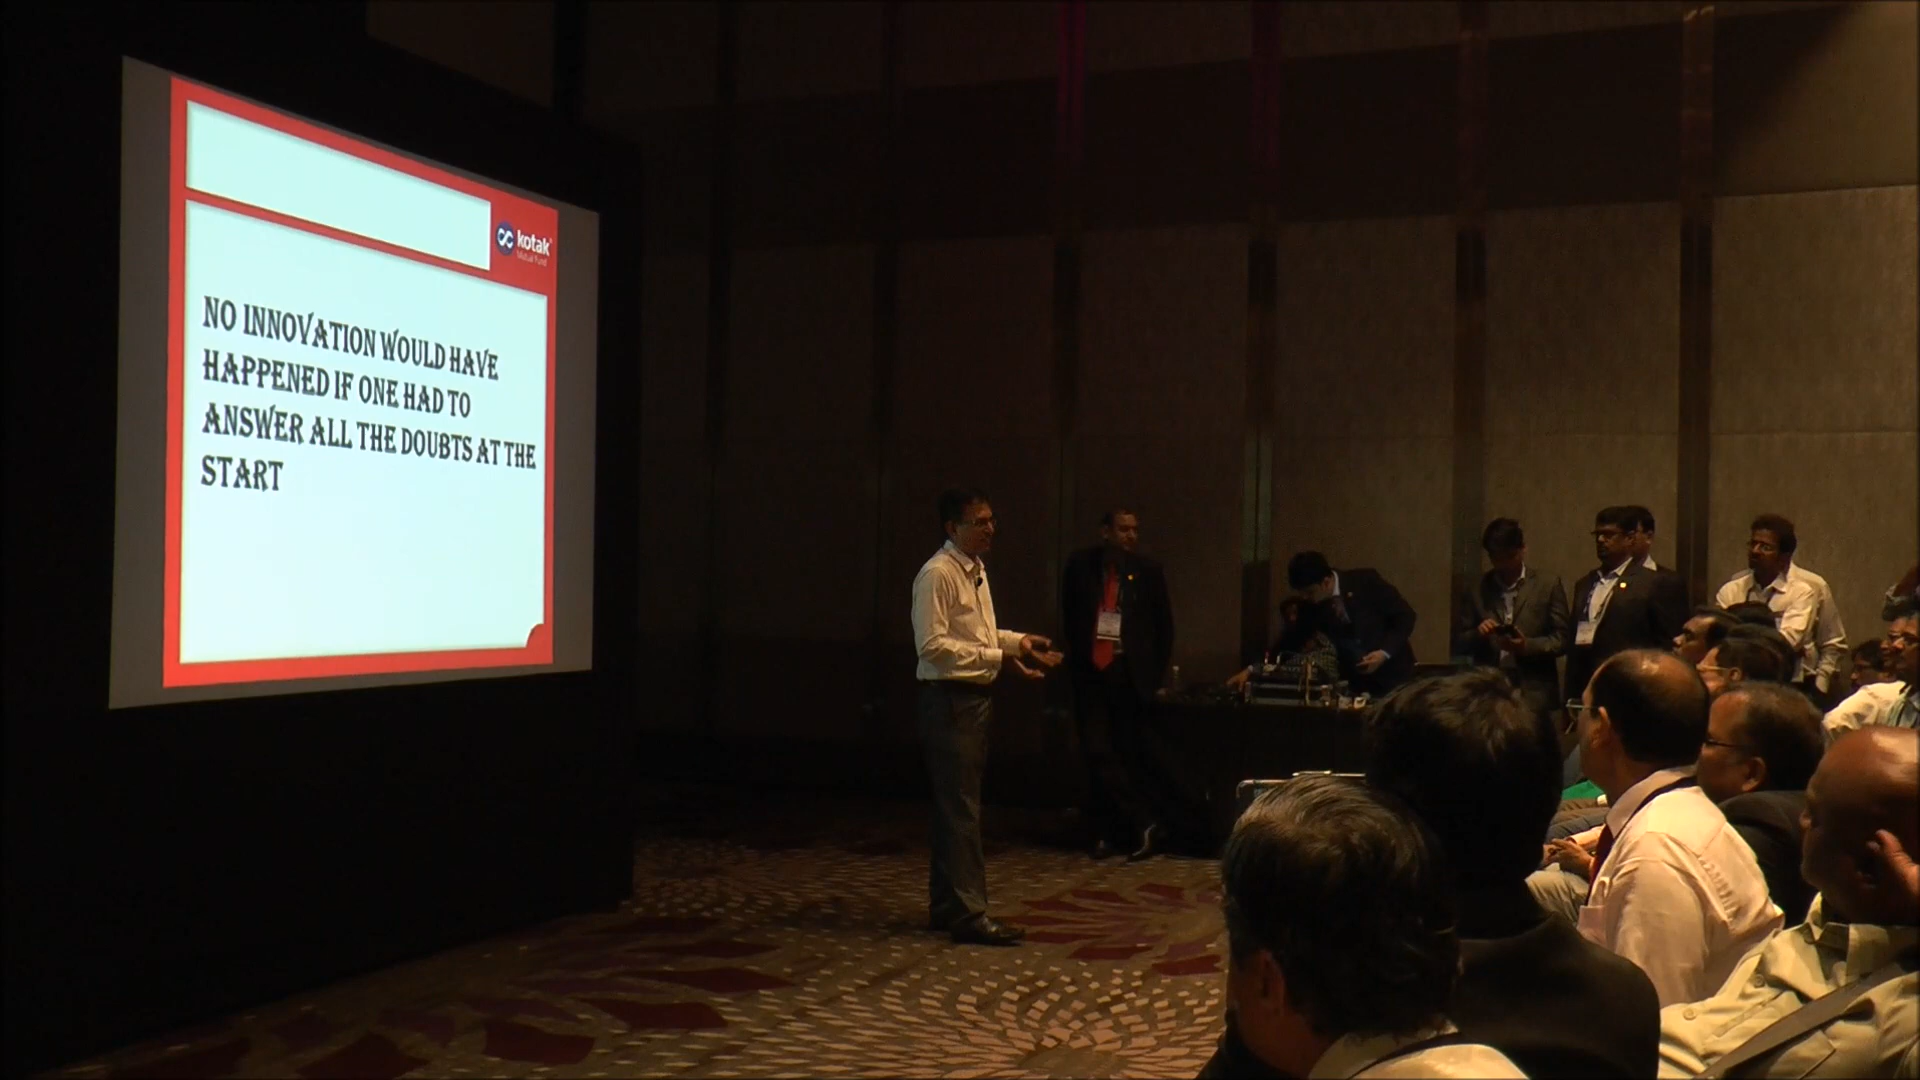 kotak
Mutual Fund
NO INNOVATION WOULD HAVE
HAPPENED IF ONE HAD TO
ANSWER ALL THE DOUBTS AT THE
START